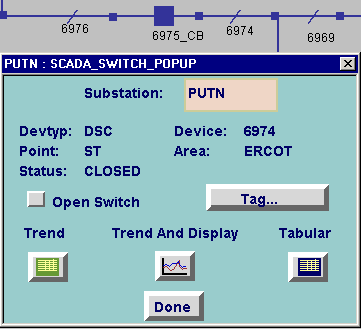 6976
6975_CB
6974
6969
PUTN : SCADA_SWITCH_POPUP
Substation: PUTN
Devtyp: DSC Device: 6974
Point: ST Area: ERCOT
Status: CLOSED
Open Switch Tag...
Trend Trend And Display Tabular
Done